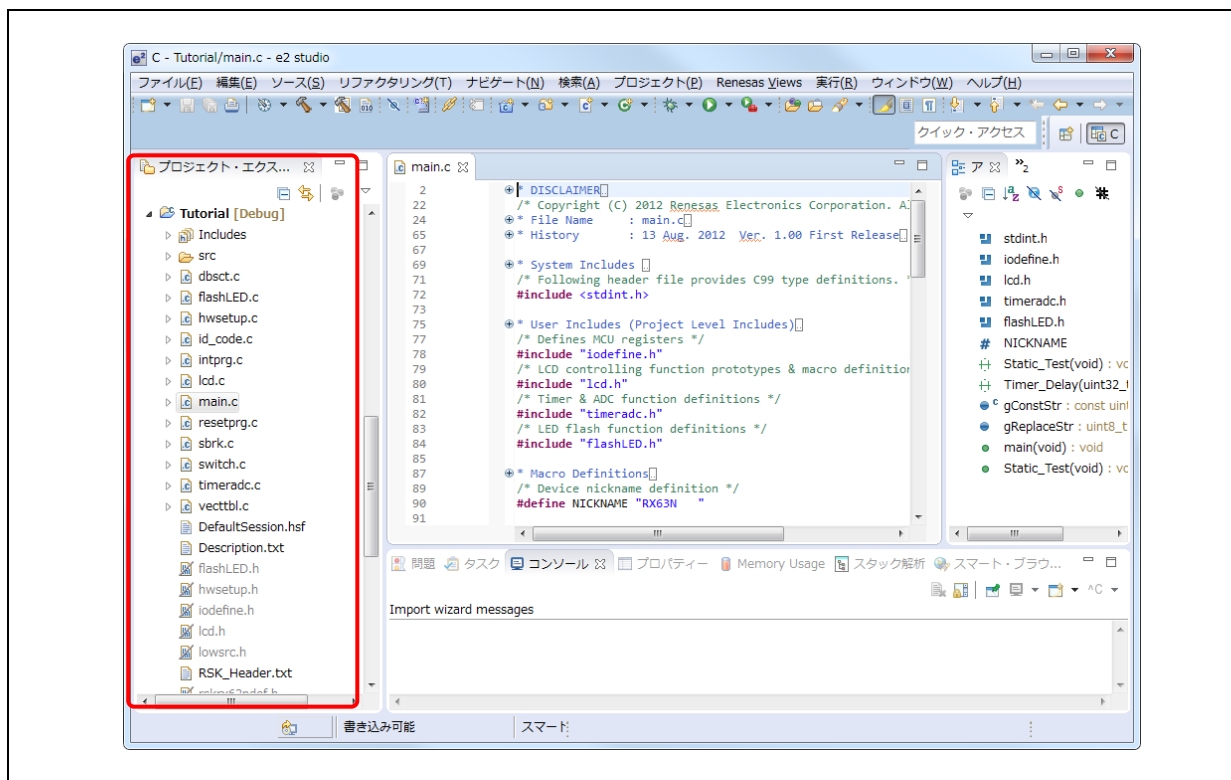 C - Tutorial/main.c - e2 studio
ファイル(F) 編集(E) ソース(S) リファクタリング(T) ナビゲート(N) 検索(A) プロジェクト(P) Renesas Views 実行(R) ウィンドウ(W) ヘルプ(H)
クイック・アクセス
C
プロジェクト・エクス...
Tutorial [Debug]
Includes
src
dbsct.c
flashLED.c
hwsetup.c
id_code.c
intprg.c
lcd.c
main.c
resetprg.c
sbrk.c
switch.c
timeradc.c
vecttbl.c
DefaultSession.hsf
Description.txt
flashLED.h
hwsetup.h
iodefine.h
lcd.h
lowsrc.h
RSK_Header.txt
main.c
2 * DISCLAIMER
22 /* Copyright (C) 2012 Renesas Electronics Corporation. A
24 * File Name : main.c
65 * History : 13 Aug. 2012 Ver. 1.00 First Release
67
69 * System Includes
71 /* Following header file provides C99 type definitions.
72 #include <stdint.h>
73
75 * User Includes (Project Level Includes)
77 /* Defines MCU registers */
78 #include "iodefine.h"
79 /* LCD controlling function prototypes & macro definition
80 #include "lcd.h"
81 /* Timer & ADC function definitions */
82 #include "timeradc.h"
83 /* LED flash function definitions */
84 #include "flashLED.h"
85
87 * Macro Definitions
89 /* Device nickname definition */
90 #define NICKNAME "RX63N   "
91
ア »2
stdint.h
iodefine.h
lcd.h
timeradc.h
flashLED.h
# NICKNAME
Static_Test(void) : vo
Timer_Delay(uint32_t
gConstStr : const uint
gReplaceStr : uint8_t
main(void) : void
Static_Test(void) : vo
問題 タスク コンソール プロパティー Memory Usage スタック解析 スマート・ブラウ...
Import wizard messages
書き込み可能 スマート